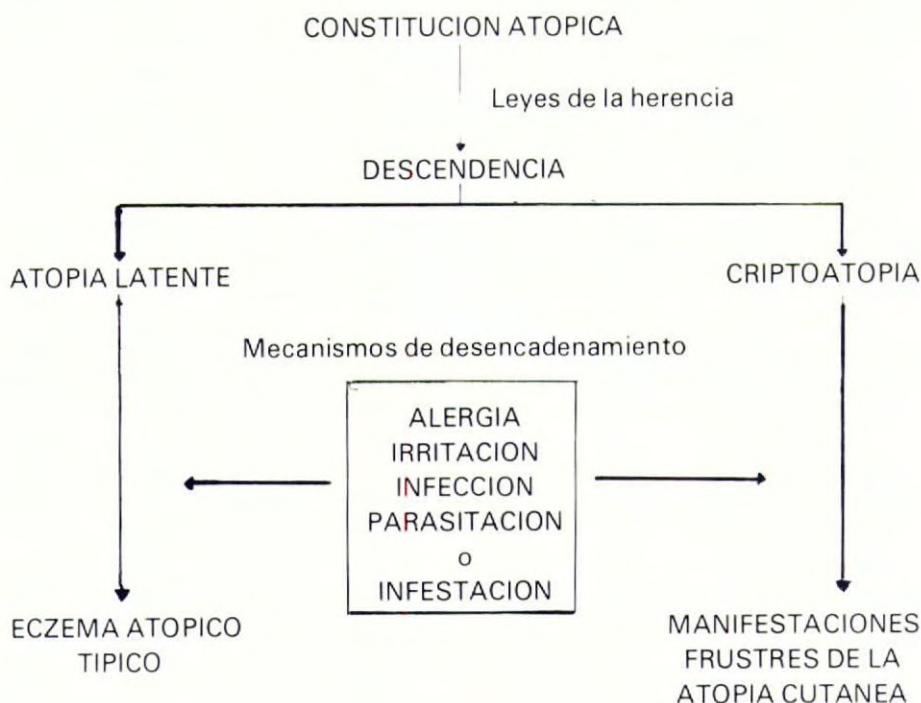 CONSTITUCION ATOPICA
Leyes de la herencia
DESCENDENCIA
ATOPIA LATENTE
CRIPTOATOPIA
Mecanismos de desencadenamiento
ALERGIA
IRRITACION
INFECCION
PARASITACION
o
INFESTACION
ECZEMA ATOPICO
TIPICO
MANIFESTACIONES
FRUSTRES DE LA
ATOPIA CUTANEA